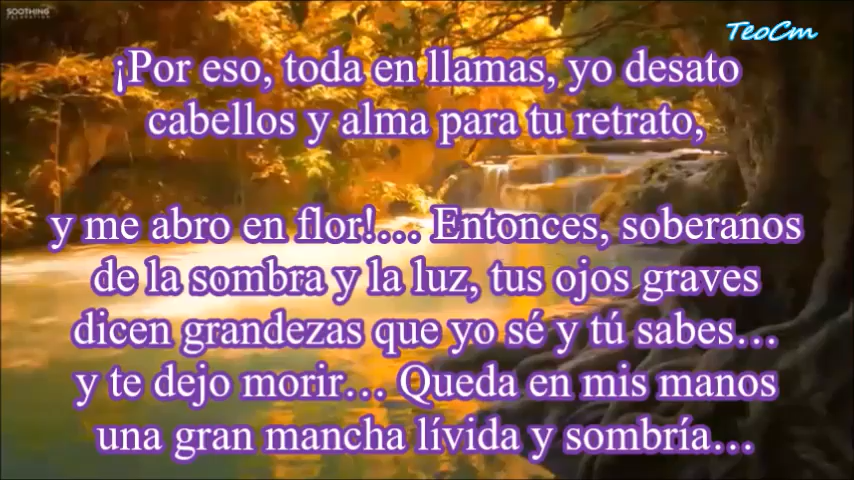 SOOTHING
RELAXATION
TeoCm
¡Por eso, toda en llamas, yo desato
cabellos y alma para tu retrato,
y me abro en flor!… Entonces, soberanos
de la sombra y la luz, tus ojos graves
dicen grandezas que yo sé y tú sabes…
y te dejo morir… Queda en mis manos
una gran mancha lívida y sombría…